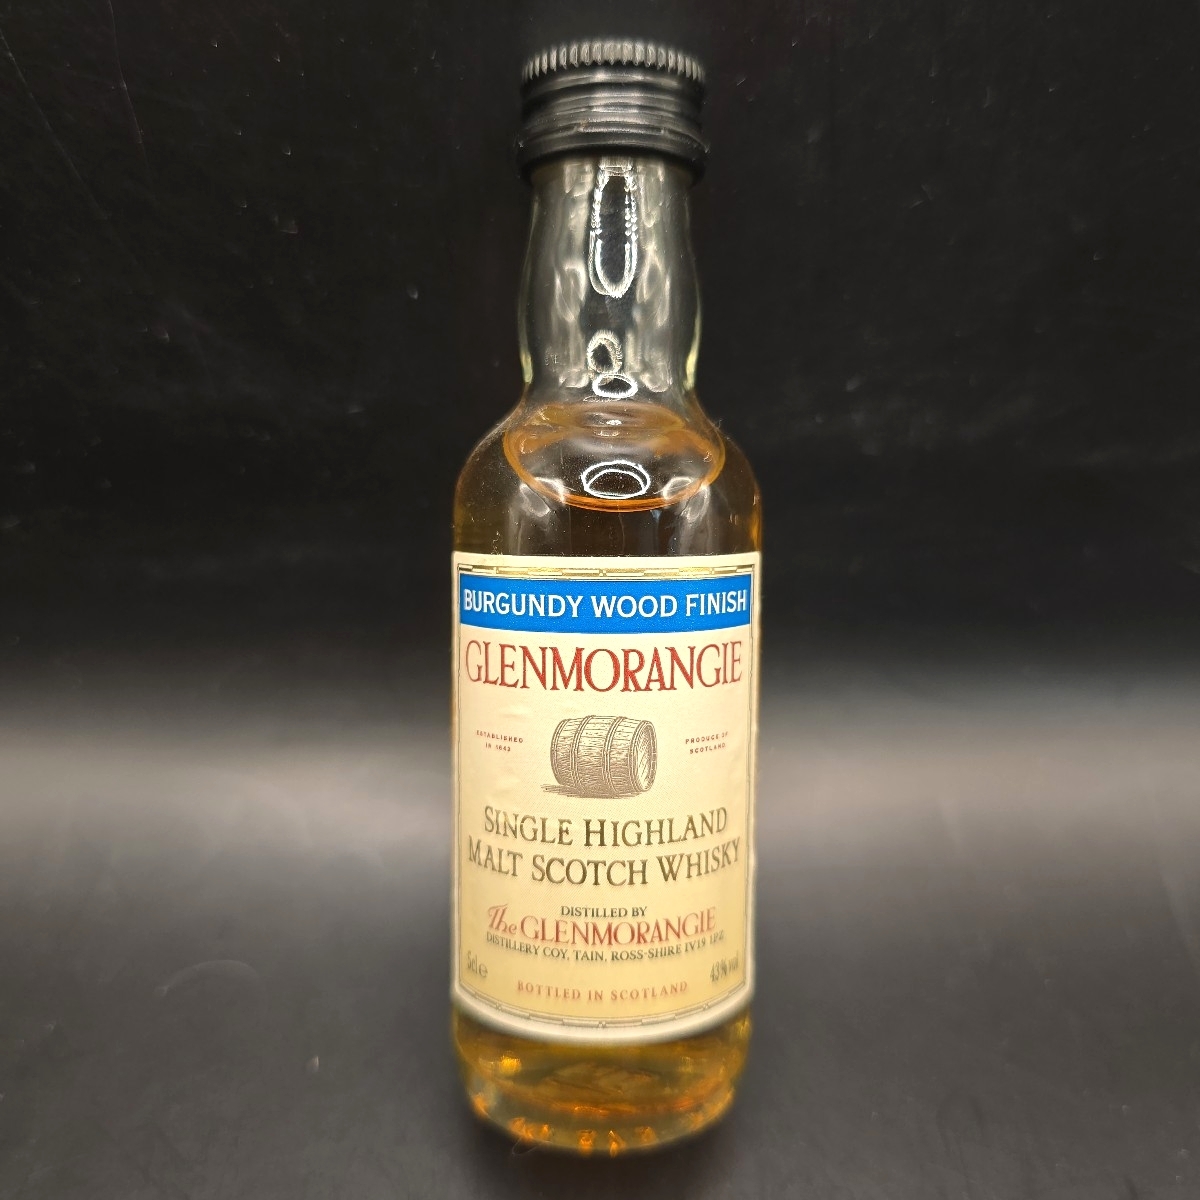 BURGUNDY WOOD FINISH
GLENMORANGIE
ESTABLISHED
IN 1843
PRODUCE OF
SCOTLAND
SINGLE HIGHLAND
MALT SCOTCH WHISKY
DISTILLED BY
The GLENMORANGIE
DISTILLERY COY, TAIN, ROSS-SHIRE IV19 1PZ
5cl e
43% vol
BOTTLED IN SCOTLAND